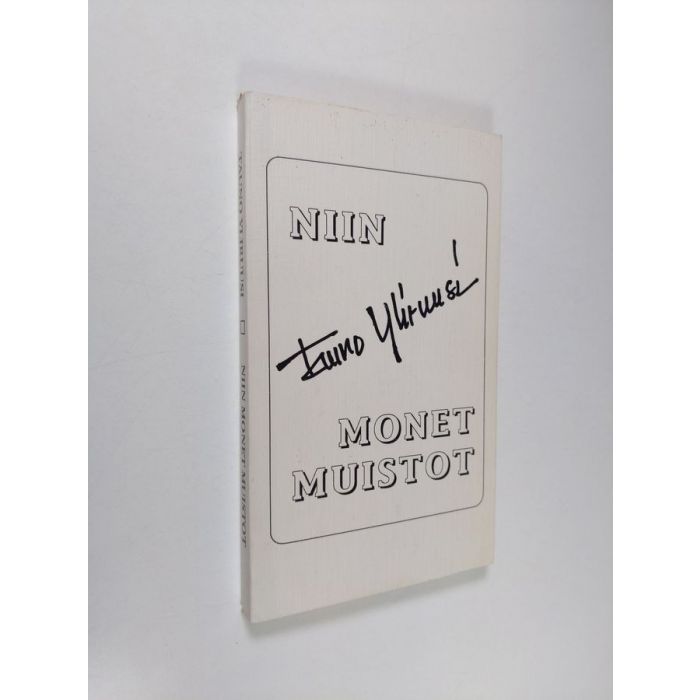 NIIN
Tauno Yliruusi
MONET
MUISTOT
TAUNO YLIRUUSI NIIN MONET MUISTOT